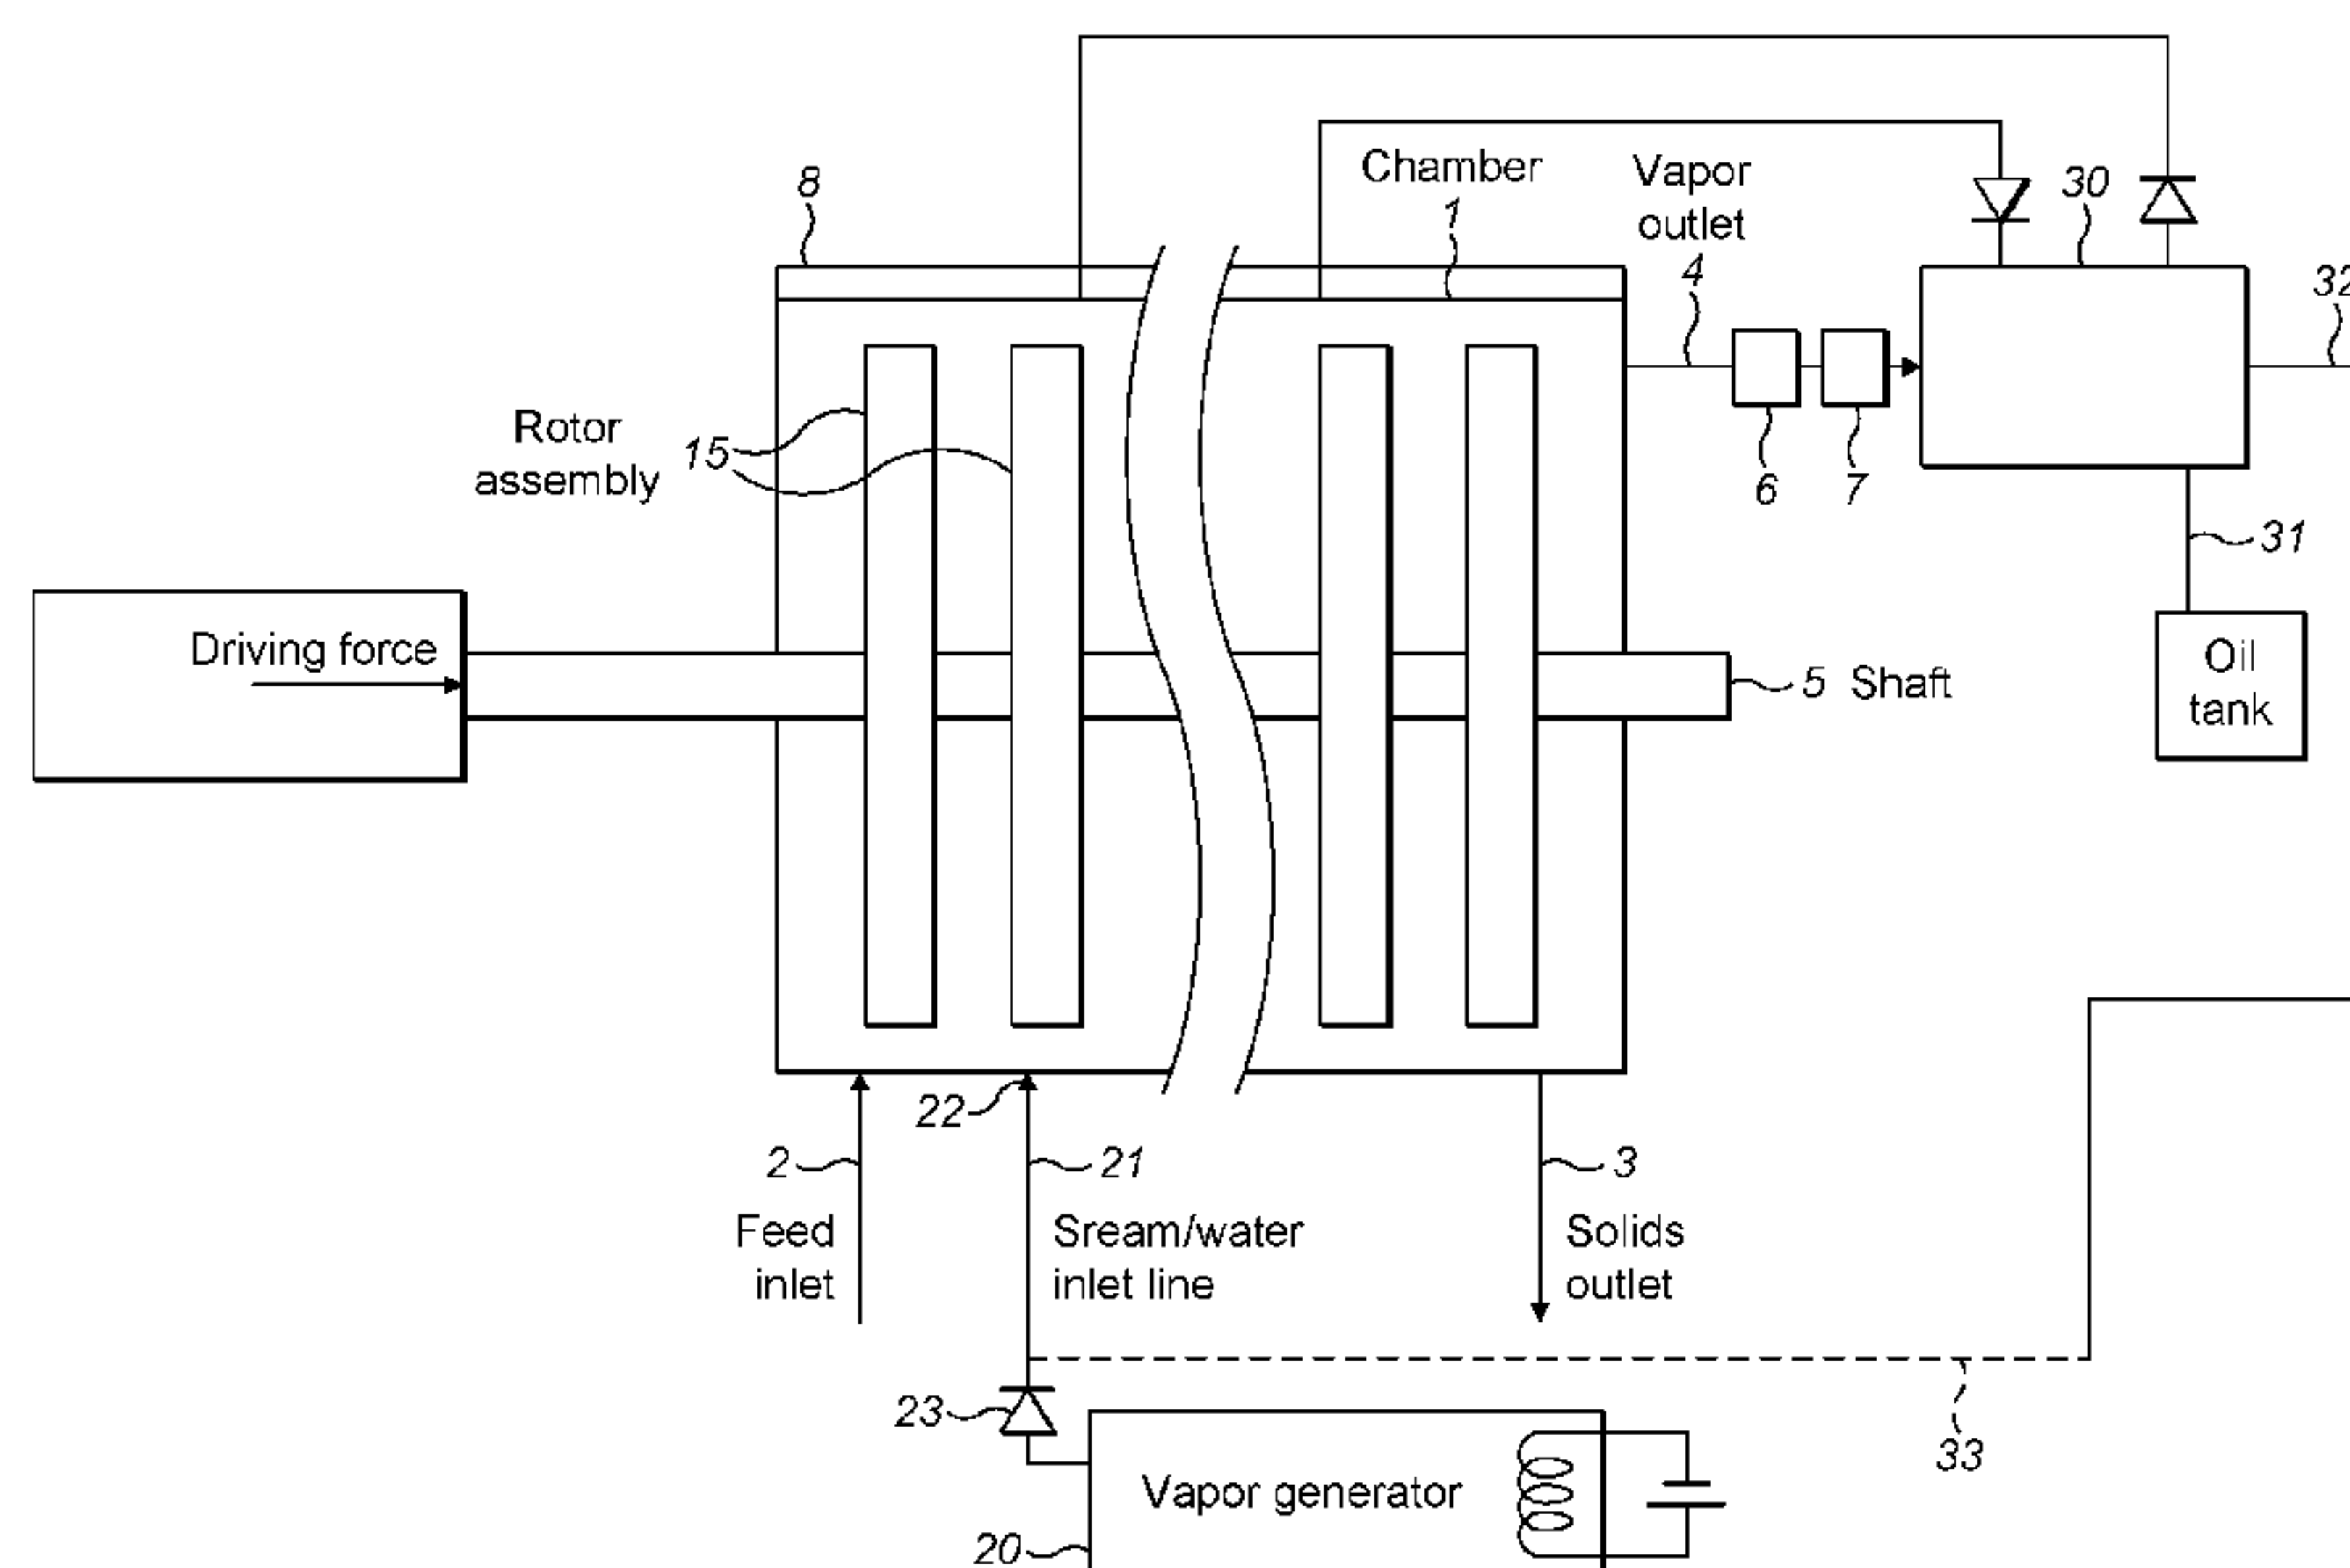 8
Chamber
1
Vapor
outlet
4
30
32
Rotor
assembly
15
6
7
31
Driving force
5 Shaft
Oil
tank
22
2
21
3
Feed
inlet
Sream/water
inlet line
Solids
outlet
23
33
Vapor generator
20